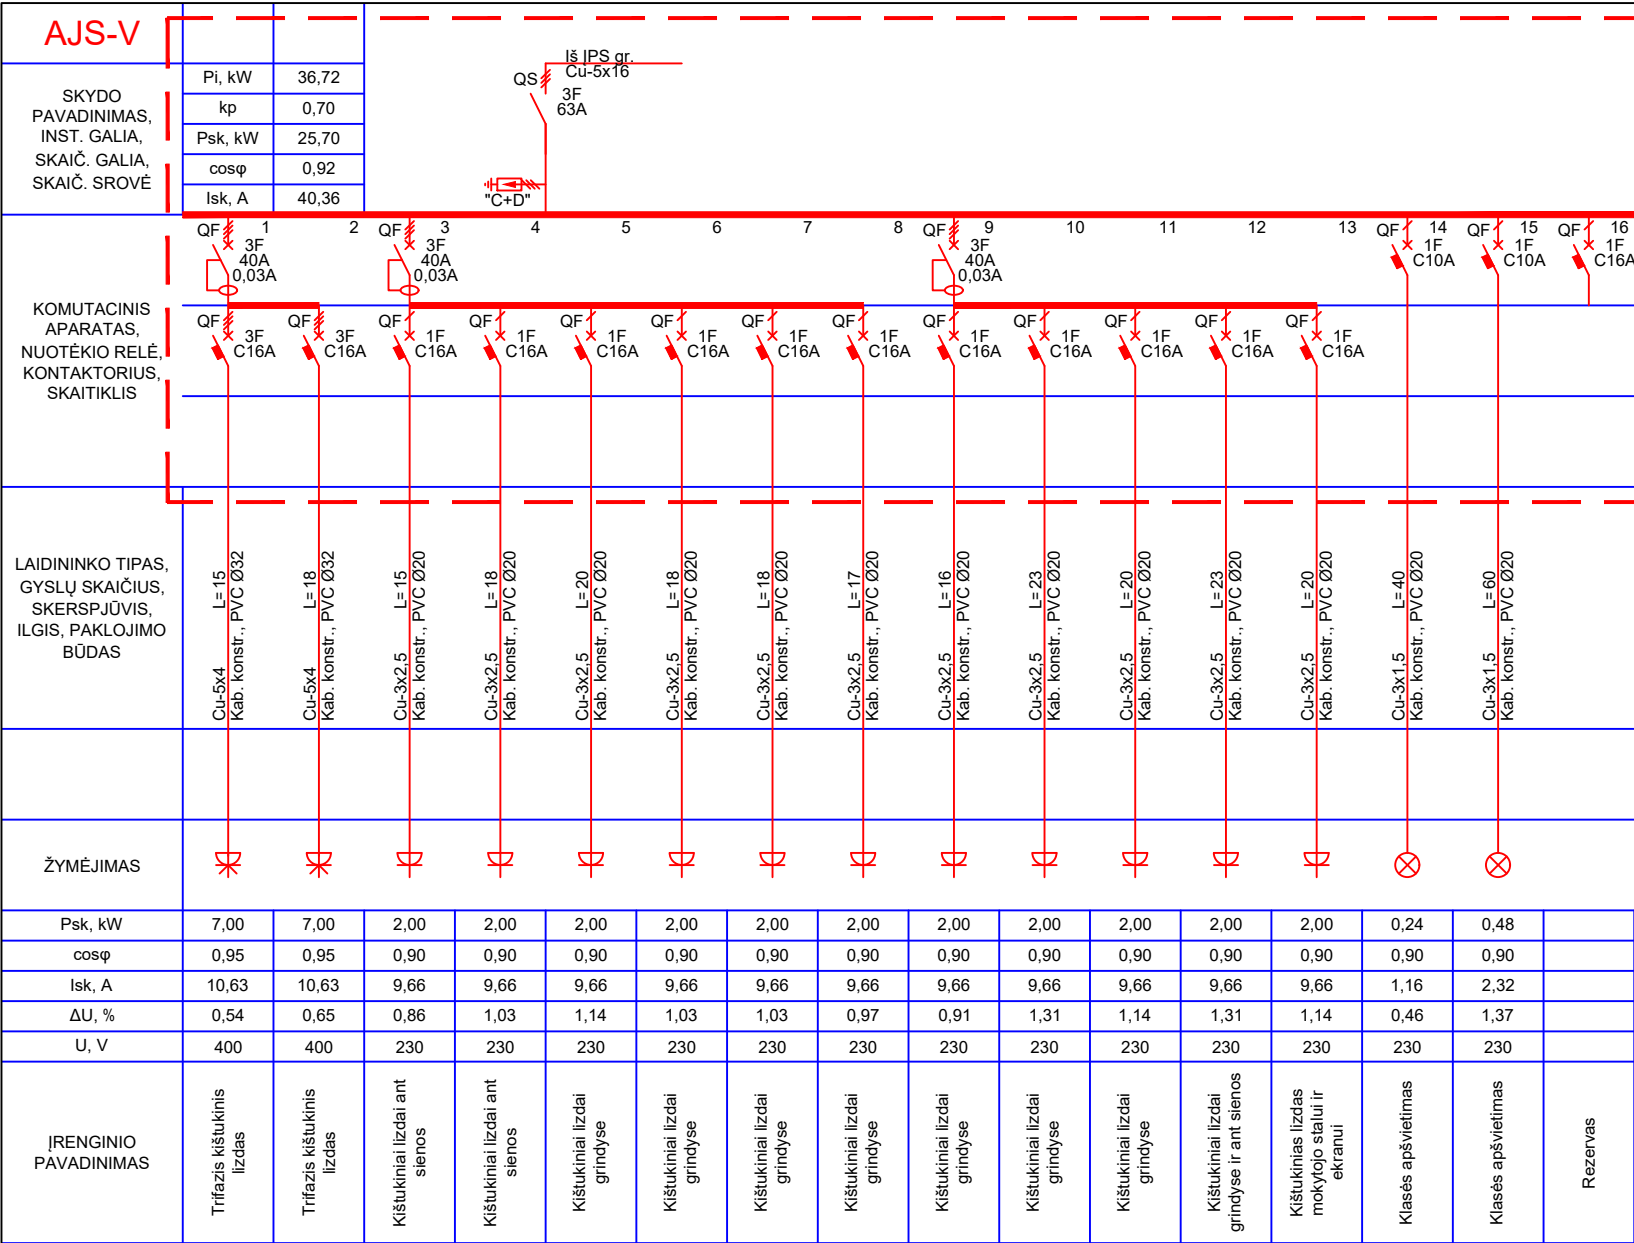 AJS-V
SKYDO
PAVADINIMAS,
INST. GALIA,
SKAIČ. GALIA,
SKAIČ. SROVĖ
Pi, kW 36,72
kp 0,70
Psk, kW 25,70
cosφ 0,92
Isk, A 40,36
Iš ĮPS gr.
Cu-5x16
QS
3F
63A
"C+D"
1 2 3 4 5 6 7 8 9 10 11 12 13 14 15 16
QF 3F 40A 0,03A
QF 3F 40A 0,03A
QF 3F 40A 0,03A
QF 1F C10A
QF 1F C10A
QF 1F C16A
KOMUTACINIS
APARATAS,
NUOTĖKIO RELĖ,
KONTAKTORIUS,
SKAITIKLIS
QF 3F C16A
QF 3F C16A
QF 1F C16A
QF 1F C16A
QF 1F C16A
QF 1F C16A
QF 1F C16A
QF 1F C16A
QF 1F C16A
QF 1F C16A
QF 1F C16A
QF 1F C16A
QF 1F C16A
LAIDININKO TIPAS,
GYSLŲ SKAIČIUS,
SKERSPJŪVIS,
ILGIS, PAKLOJIMO
BŪDAS
Cu-5x4 L=15
Kab. konstr., PVC Ø32
Cu-5x4 L=18
Kab. konstr., PVC Ø32
Cu-3x2,5 L=15
Kab. konstr., PVC Ø20
Cu-3x2,5 L=18
Kab. konstr., PVC Ø20
Cu-3x2,5 L=20
Kab. konstr., PVC Ø20
Cu-3x2,5 L=18
Kab. konstr., PVC Ø20
Cu-3x2,5 L=18
Kab. konstr., PVC Ø20
Cu-3x2,5 L=17
Kab. konstr., PVC Ø20
Cu-3x2,5 L=16
Kab. konstr., PVC Ø20
Cu-3x2,5 L=23
Kab. konstr., PVC Ø20
Cu-3x2,5 L=20
Kab. konstr., PVC Ø20
Cu-3x2,5 L=23
Kab. konstr., PVC Ø20
Cu-3x2,5 L=20
Kab. konstr., PVC Ø20
Cu-3x1,5 L=40
Kab. konstr., PVC Ø20
Cu-3x1,5 L=60
Kab. konstr., PVC Ø20
ŽYMĖJIMAS
Psk, kW 7,00 7,00 2,00 2,00 2,00 2,00 2,00 2,00 2,00 2,00 2,00 2,00 2,00 0,24 0,48
cosφ 0,95 0,95 0,90 0,90 0,90 0,90 0,90 0,90 0,90 0,90 0,90 0,90 0,90 0,90 0,90
Isk, A 10,63 10,63 9,66 9,66 9,66 9,66 9,66 9,66 9,66 9,66 9,66 9,66 9,66 1,16 2,32
ΔU, % 0,54 0,65 0,86 1,03 1,14 1,03 1,03 0,97 0,91 1,31 1,14 1,31 1,14 0,46 1,37
U, V 400 400 230 230 230 230 230 230 230 230 230 230 230 230 230
ĮRENGINIO
PAVADINIMAS
Trifazis kištukinis
lizdas
Trifazis kištukinis
lizdas
Kištukiniai lizdai ant
sienos
Kištukiniai lizdai ant
sienos
Kištukiniai lizdai
grindyse
Kištukiniai lizdai
grindyse
Kištukiniai lizdai
grindyse
Kištukiniai lizdai
grindyse
Kištukiniai lizdai
grindyse
Kištukiniai lizdai
grindyse
Kištukiniai lizdai
grindyse
Kištukiniai lizdai
grindyse ir ant sienos
Kištukinias lizdas
mokytojo stalui ir
ekranui
Klasės apšvietimas
Klasės apšvietimas
Rezervas